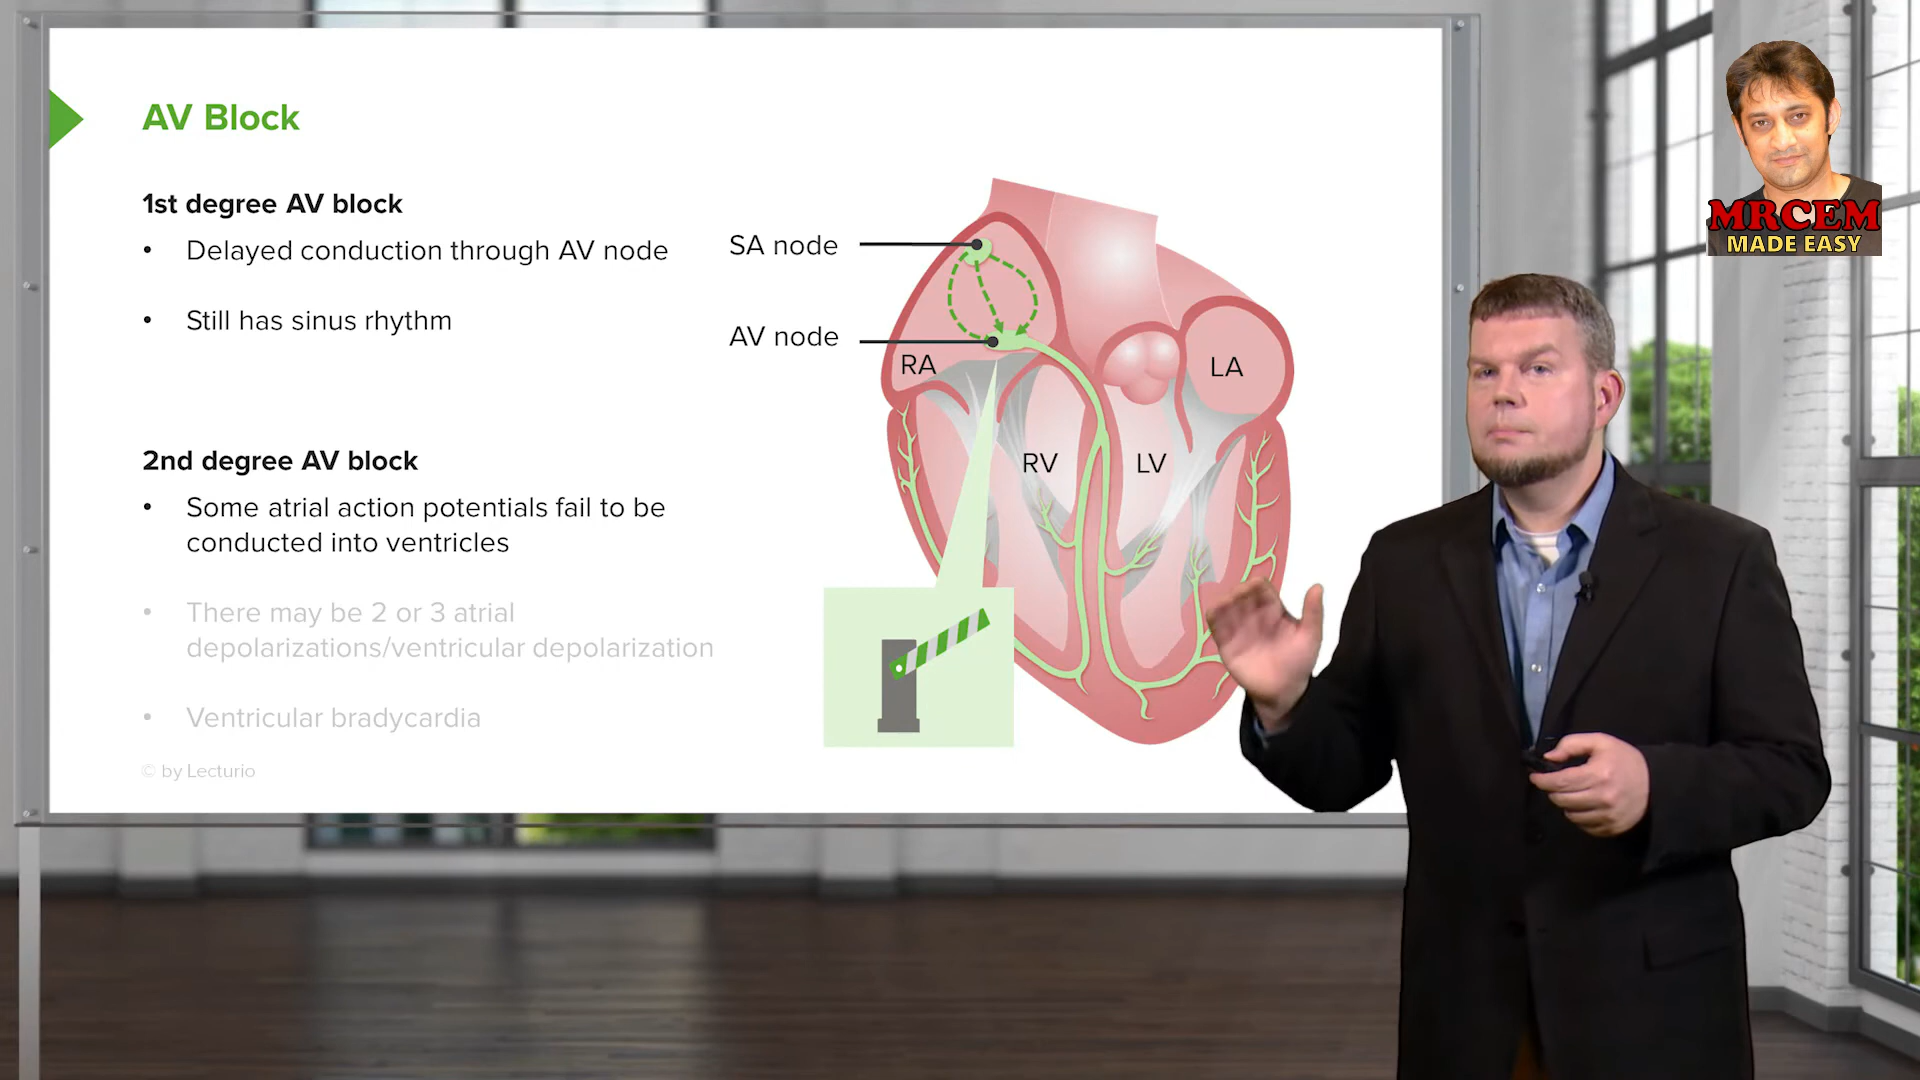 AV Block
1st degree AV block
• Delayed conduction through AV node
• Still has sinus rhythm
2nd degree AV block
• Some atrial action potentials fail to be
conducted into ventricles
• There may be 2 or 3 atrial
depolarizations/ventricular depolarization
• Ventricular bradycardia
© by Lecturio
SA node
AV node
RA
LA
RV
LV
MRCEM
MADE EASY